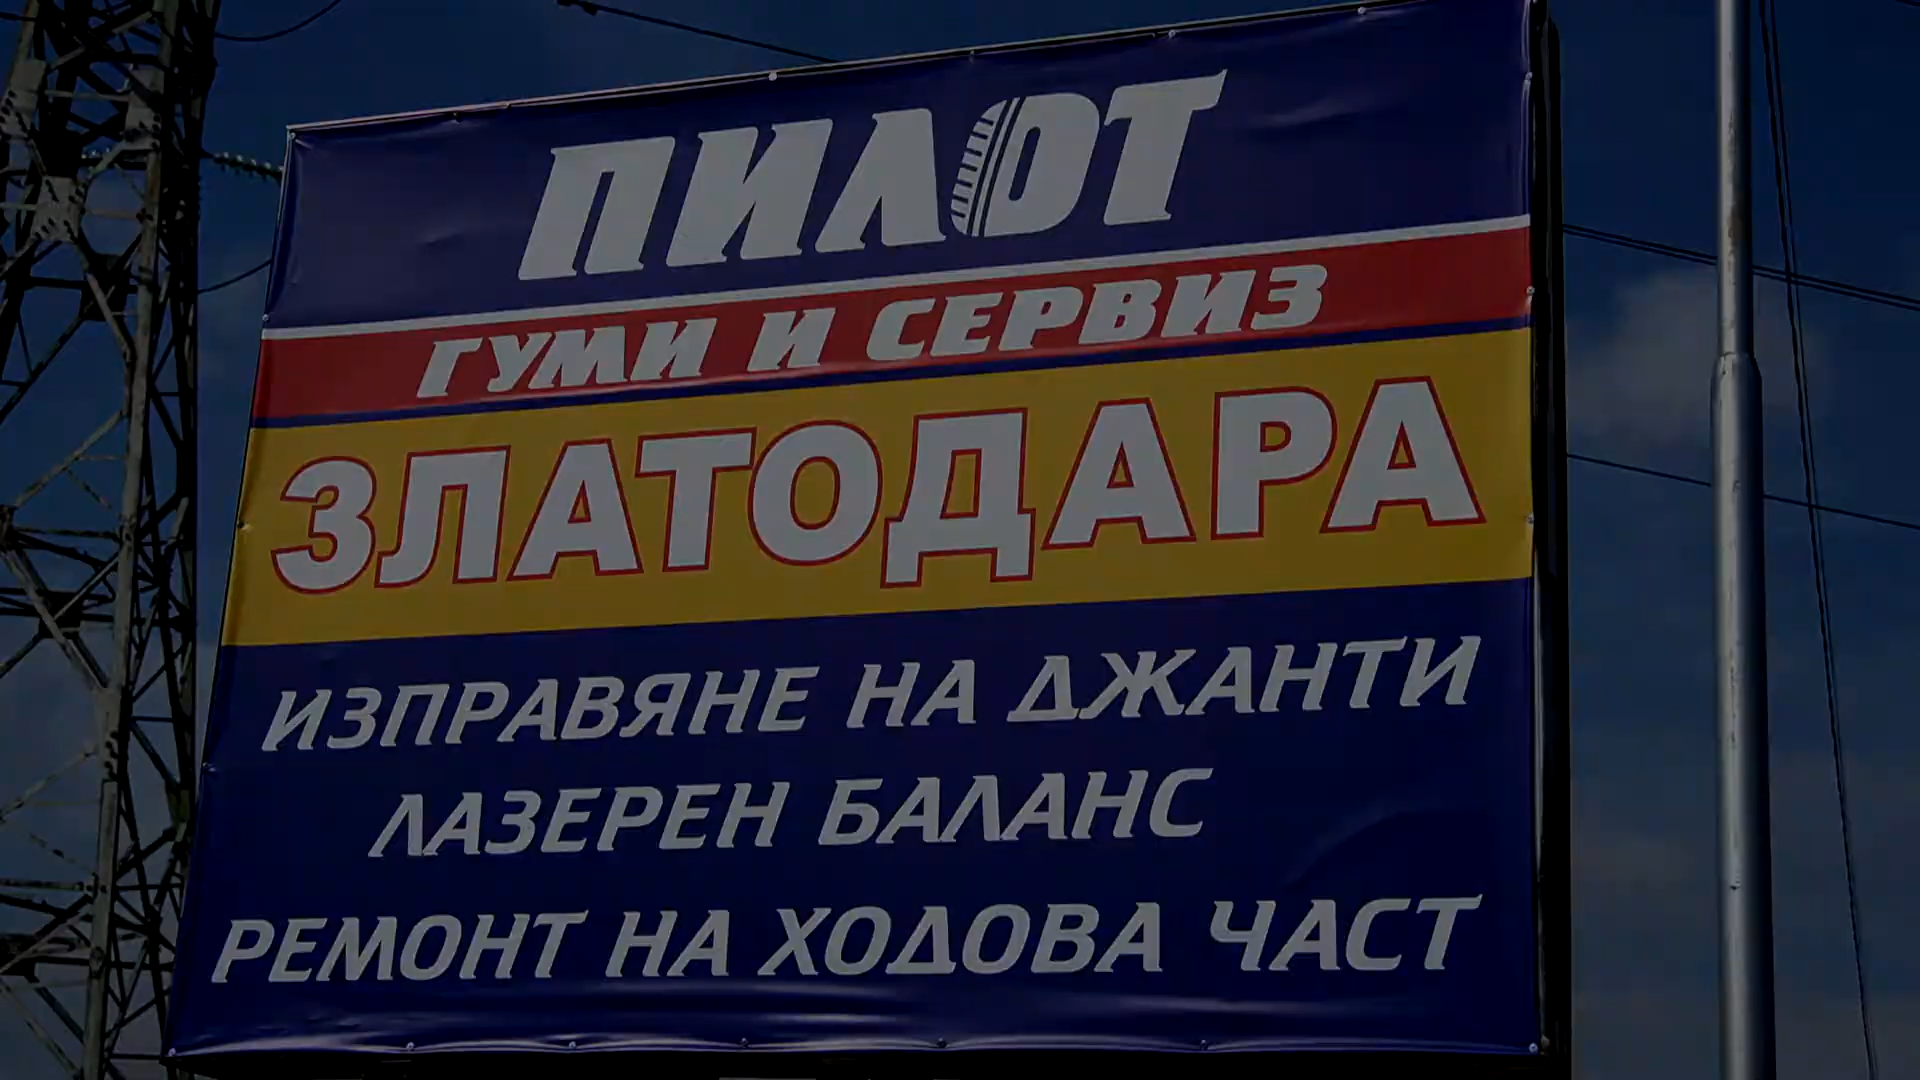 ПИЛОТ
ГУМИ И СЕРВИЗ
ЗЛАТОДАРА
ИЗПРАВЯНЕ НА ДЖАНТИ
ЛАЗЕРЕН БАЛАНС
РЕМОНТ НА ХОДОВА ЧАСТ